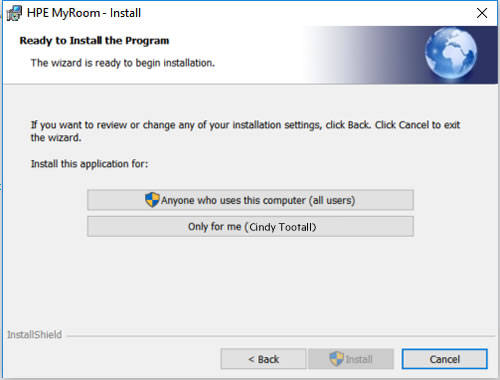 HPE MyRoom - Install
Ready to Install the Program
The wizard is ready to begin installation.
If you want to review or change any of your installation settings, click Back. Click Cancel to exit
the wizard.
Install this application for:
Anyone who uses this computer (all users)
Only for me (Cindy Tootall)
InstallShield
< Back
Install
Cancel